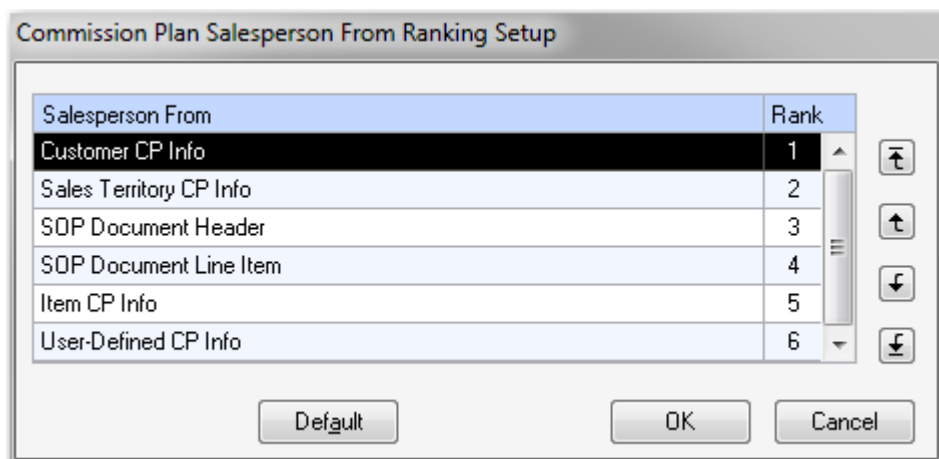 Commission Plan Salesperson From Ranking Setup
Salesperson From Rank
Customer CP Info 1
Sales Territory CP Info 2
SOP Document Header 3
SOP Document Line Item 4
Item CP Info 5
User-Defined CP Info 6
Default OK Cancel